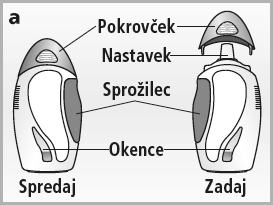 a
Pokrovček
Nastavek
Sprožilec
Okence
Spredaj
Zadaj